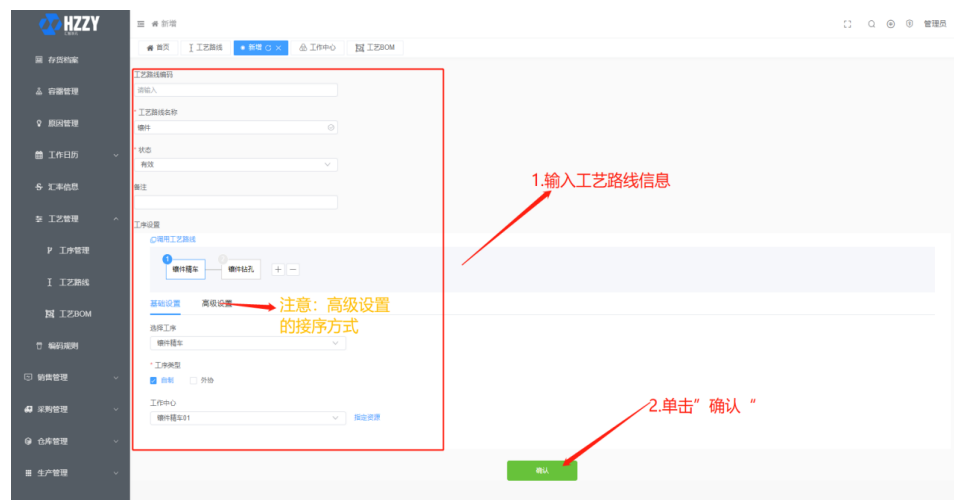 HZZY
新增
管理员
首页
工艺路线
新增
工作中心
工艺BOM
存货档案
容器管理
原因管理
工作日历
汇率信息
工艺管理
工序管理
工艺路线
工艺BOM
编码规则
销售管理
采购管理
仓库管理
生产管理
工艺路线编码
请输入
* 工艺路线名称
镶件
* 状态
有效
备注
工序设置
调用工艺路线
1
镶件精车
2
镶件钻孔
基础设置
高级设置
选择工序
镶件精车
* 工序类型
自制
外协
工作中心
镶件精车01
指定资源
确认
1.输入工艺路线信息
注意：高级设置
的接序方式
2.单击”确认“